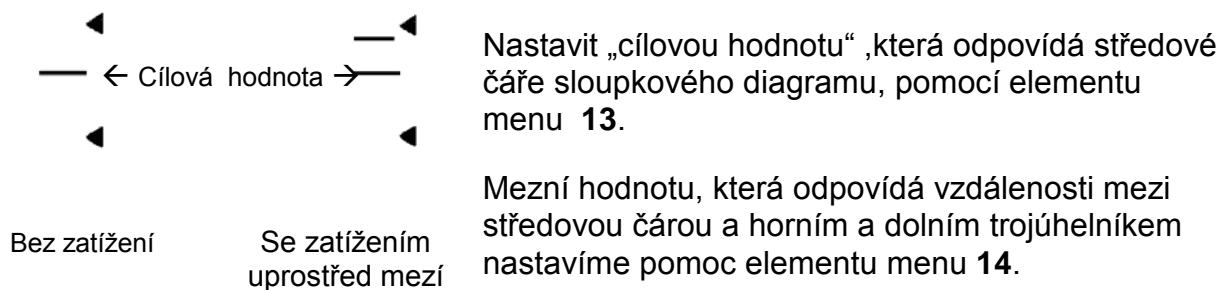 ← Cílová hodnota →
Bez zatížení
Se zatížením
uprostřed mezí
Nastavit „cílovou hodnotu“ ,která odpovídá středové
čáře sloupkového diagramu, pomocí elementu
menu 13.
Mezní hodnotu, která odpovídá vzdálenosti mezi
středovou čárou a horním a dolním trojúhelníkem
nastavíme pomoc elementu menu 14.